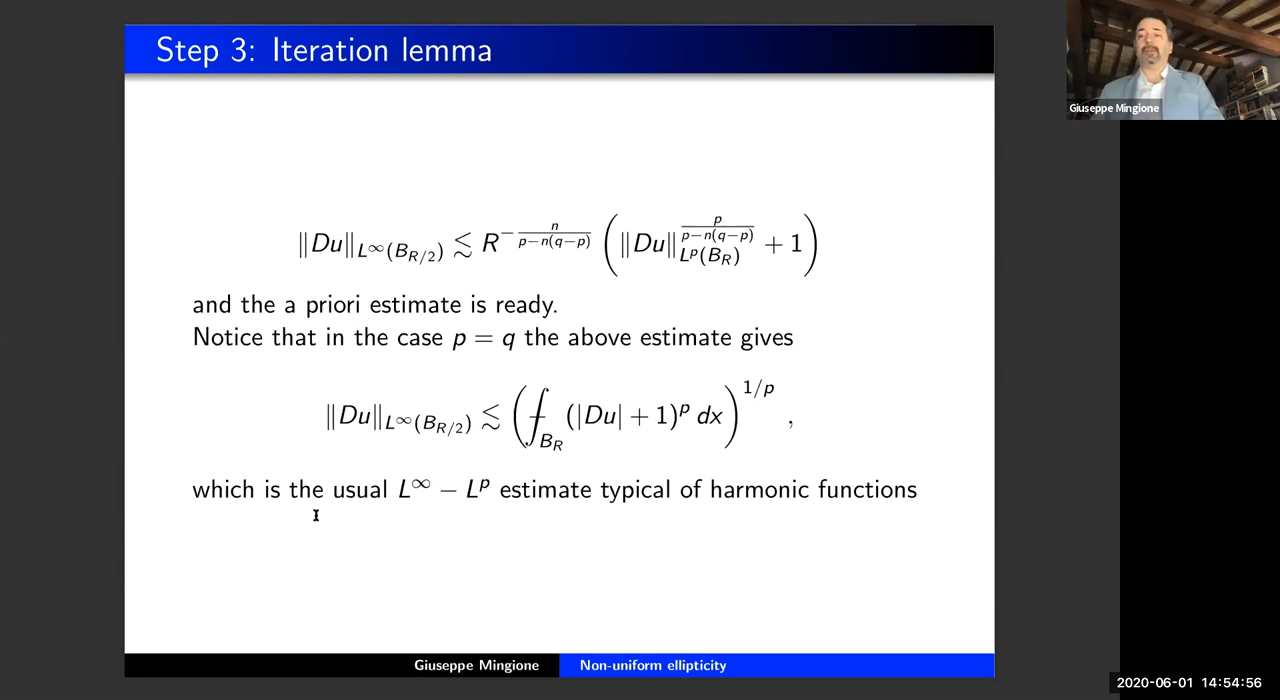 Step 3: Iteration lemma
Giuseppe Mingione
‖Du‖_{L^∞(B_{R/2})} ≲ R^{−\frac{n}{p−n(q−p)}} ( ‖Du‖_{L^p(B_R)}^{\frac{p}{p−n(q−p)}} + 1 )
and the a priori estimate is ready.
Notice that in the case p = q the above estimate gives
‖Du‖_{L^∞(B_{R/2})} ≲ ( ⨍_{B_R} (|Du| + 1)^p dx )^{1/p} ,
which is the usual L^∞ − L^p estimate typical of harmonic functions
Giuseppe Mingione Non-uniform ellipticity
2020-06-01 14:54:56